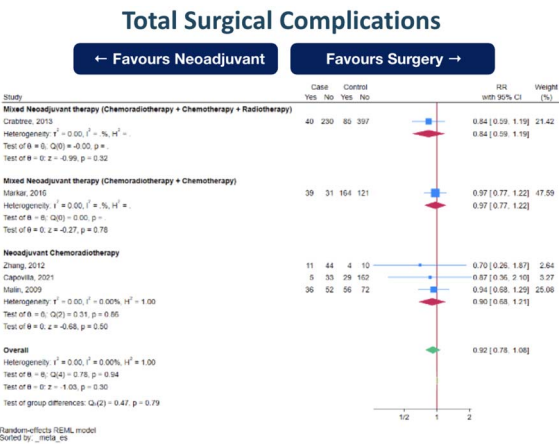 Total Surgical Complications
← Favours Neoadjuvant
Favours Surgery →
Case Control RR Weight
Study Yes No Yes No with 95% CI (%)
Mixed Neoadjuvant therapy (Chemoradiotherapy + Chemotherapy + Radiotherapy)
Crabtree, 2013 40 230 85 397 0.84 [ 0.59, 1.19] 21.42
Heterogeneity: τ² = 0.00, I² = .%, H² = . 0.84 [ 0.59, 1.19]
Test of θ = θ: Q(0) = -0.00, p = .
Test of θ = 0: z = -0.99, p = 0.32
Mixed Neoadjuvant therapy (Chemoradiotherapy + Chemotherapy)
Markar, 2016 39 31 164 121 0.97 [ 0.77, 1.22] 47.59
Heterogeneity: τ² = 0.00, I² = .%, H² = . 0.97 [ 0.77, 1.22]
Test of θ = θ: Q(0) = 0.00, p = .
Test of θ = 0: z = -0.27, p = 0.78
Neoadjuvant Chemoradiotherapy
Zhang, 2012 11 44 4 10 0.70 [ 0.26, 1.87] 2.64
Capovilla, 2021 5 33 29 162 0.87 [ 0.36, 2.10] 3.27
Malin, 2009 36 52 56 72 0.94 [ 0.68, 1.29] 25.08
Heterogeneity: τ² = 0.00, I² = 0.00%, H² = 1.00 0.90 [ 0.68, 1.21]
Test of θ = θ: Q(2) = 0.31, p = 0.86
Test of θ = 0: z = -0.68, p = 0.50
Overall 0.92 [ 0.78, 1.08]
Heterogeneity: τ² = 0.00, I² = 0.00%, H² = 1.00
Test of θ = θ: Q(4) = 0.78, p = 0.94
Test of θ = 0: z = -1.03, p = 0.30
Test of group differences: Q(2) = 0.47, p = 0.79
1/2 1 2
Random-effects REML model
Sorted by: _meta_es